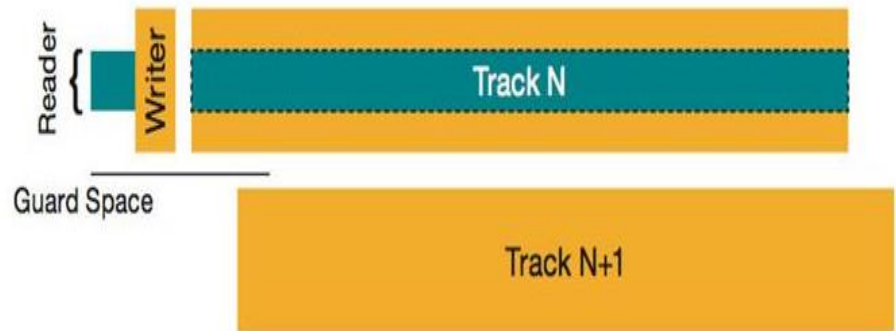 Reader
Writer
Track N
Guard Space
Track N+1